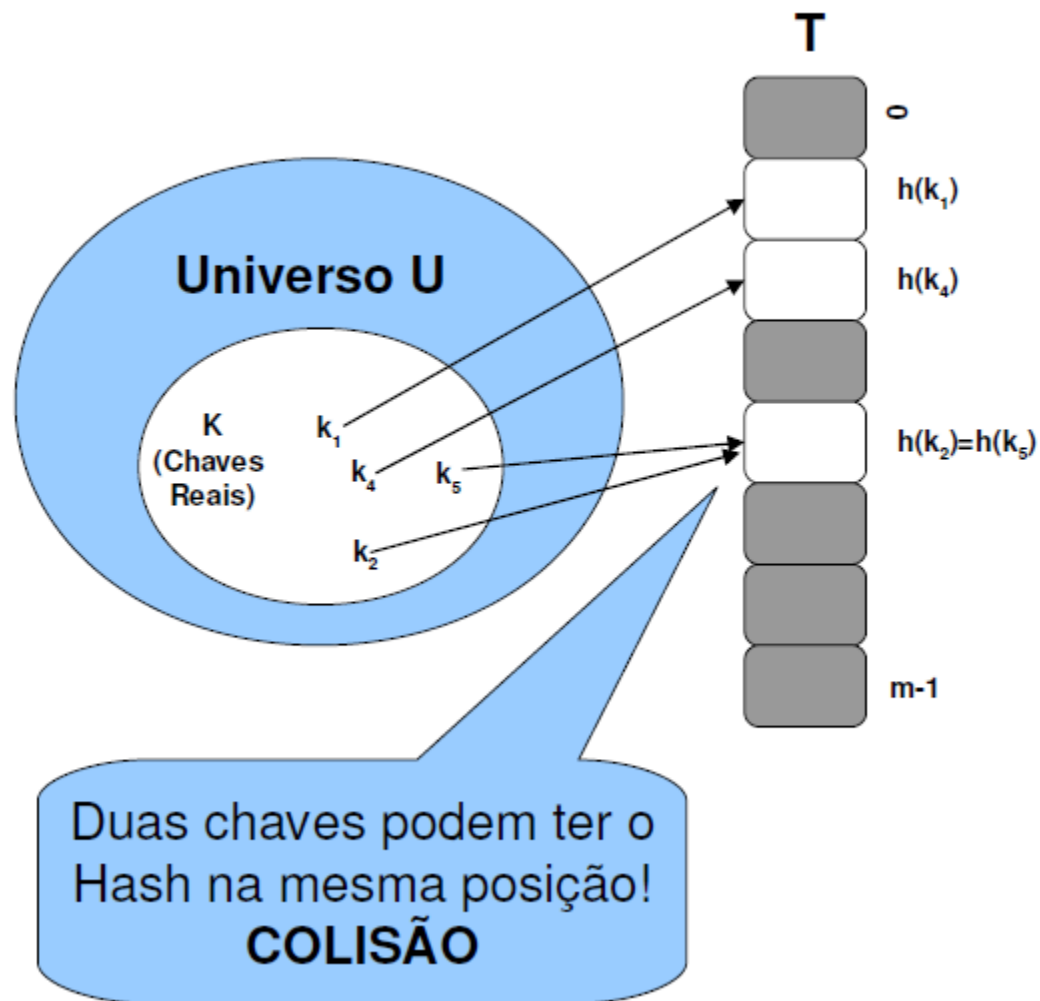 T
0
h(k₁)
Universo U
h(k₄)
K
(Chaves
Reais)
k₁
k₄
k₅
k₂
h(k₂)=h(k₅)
m-1
Duas chaves podem ter o
Hash na mesma posição!
COLISÃO